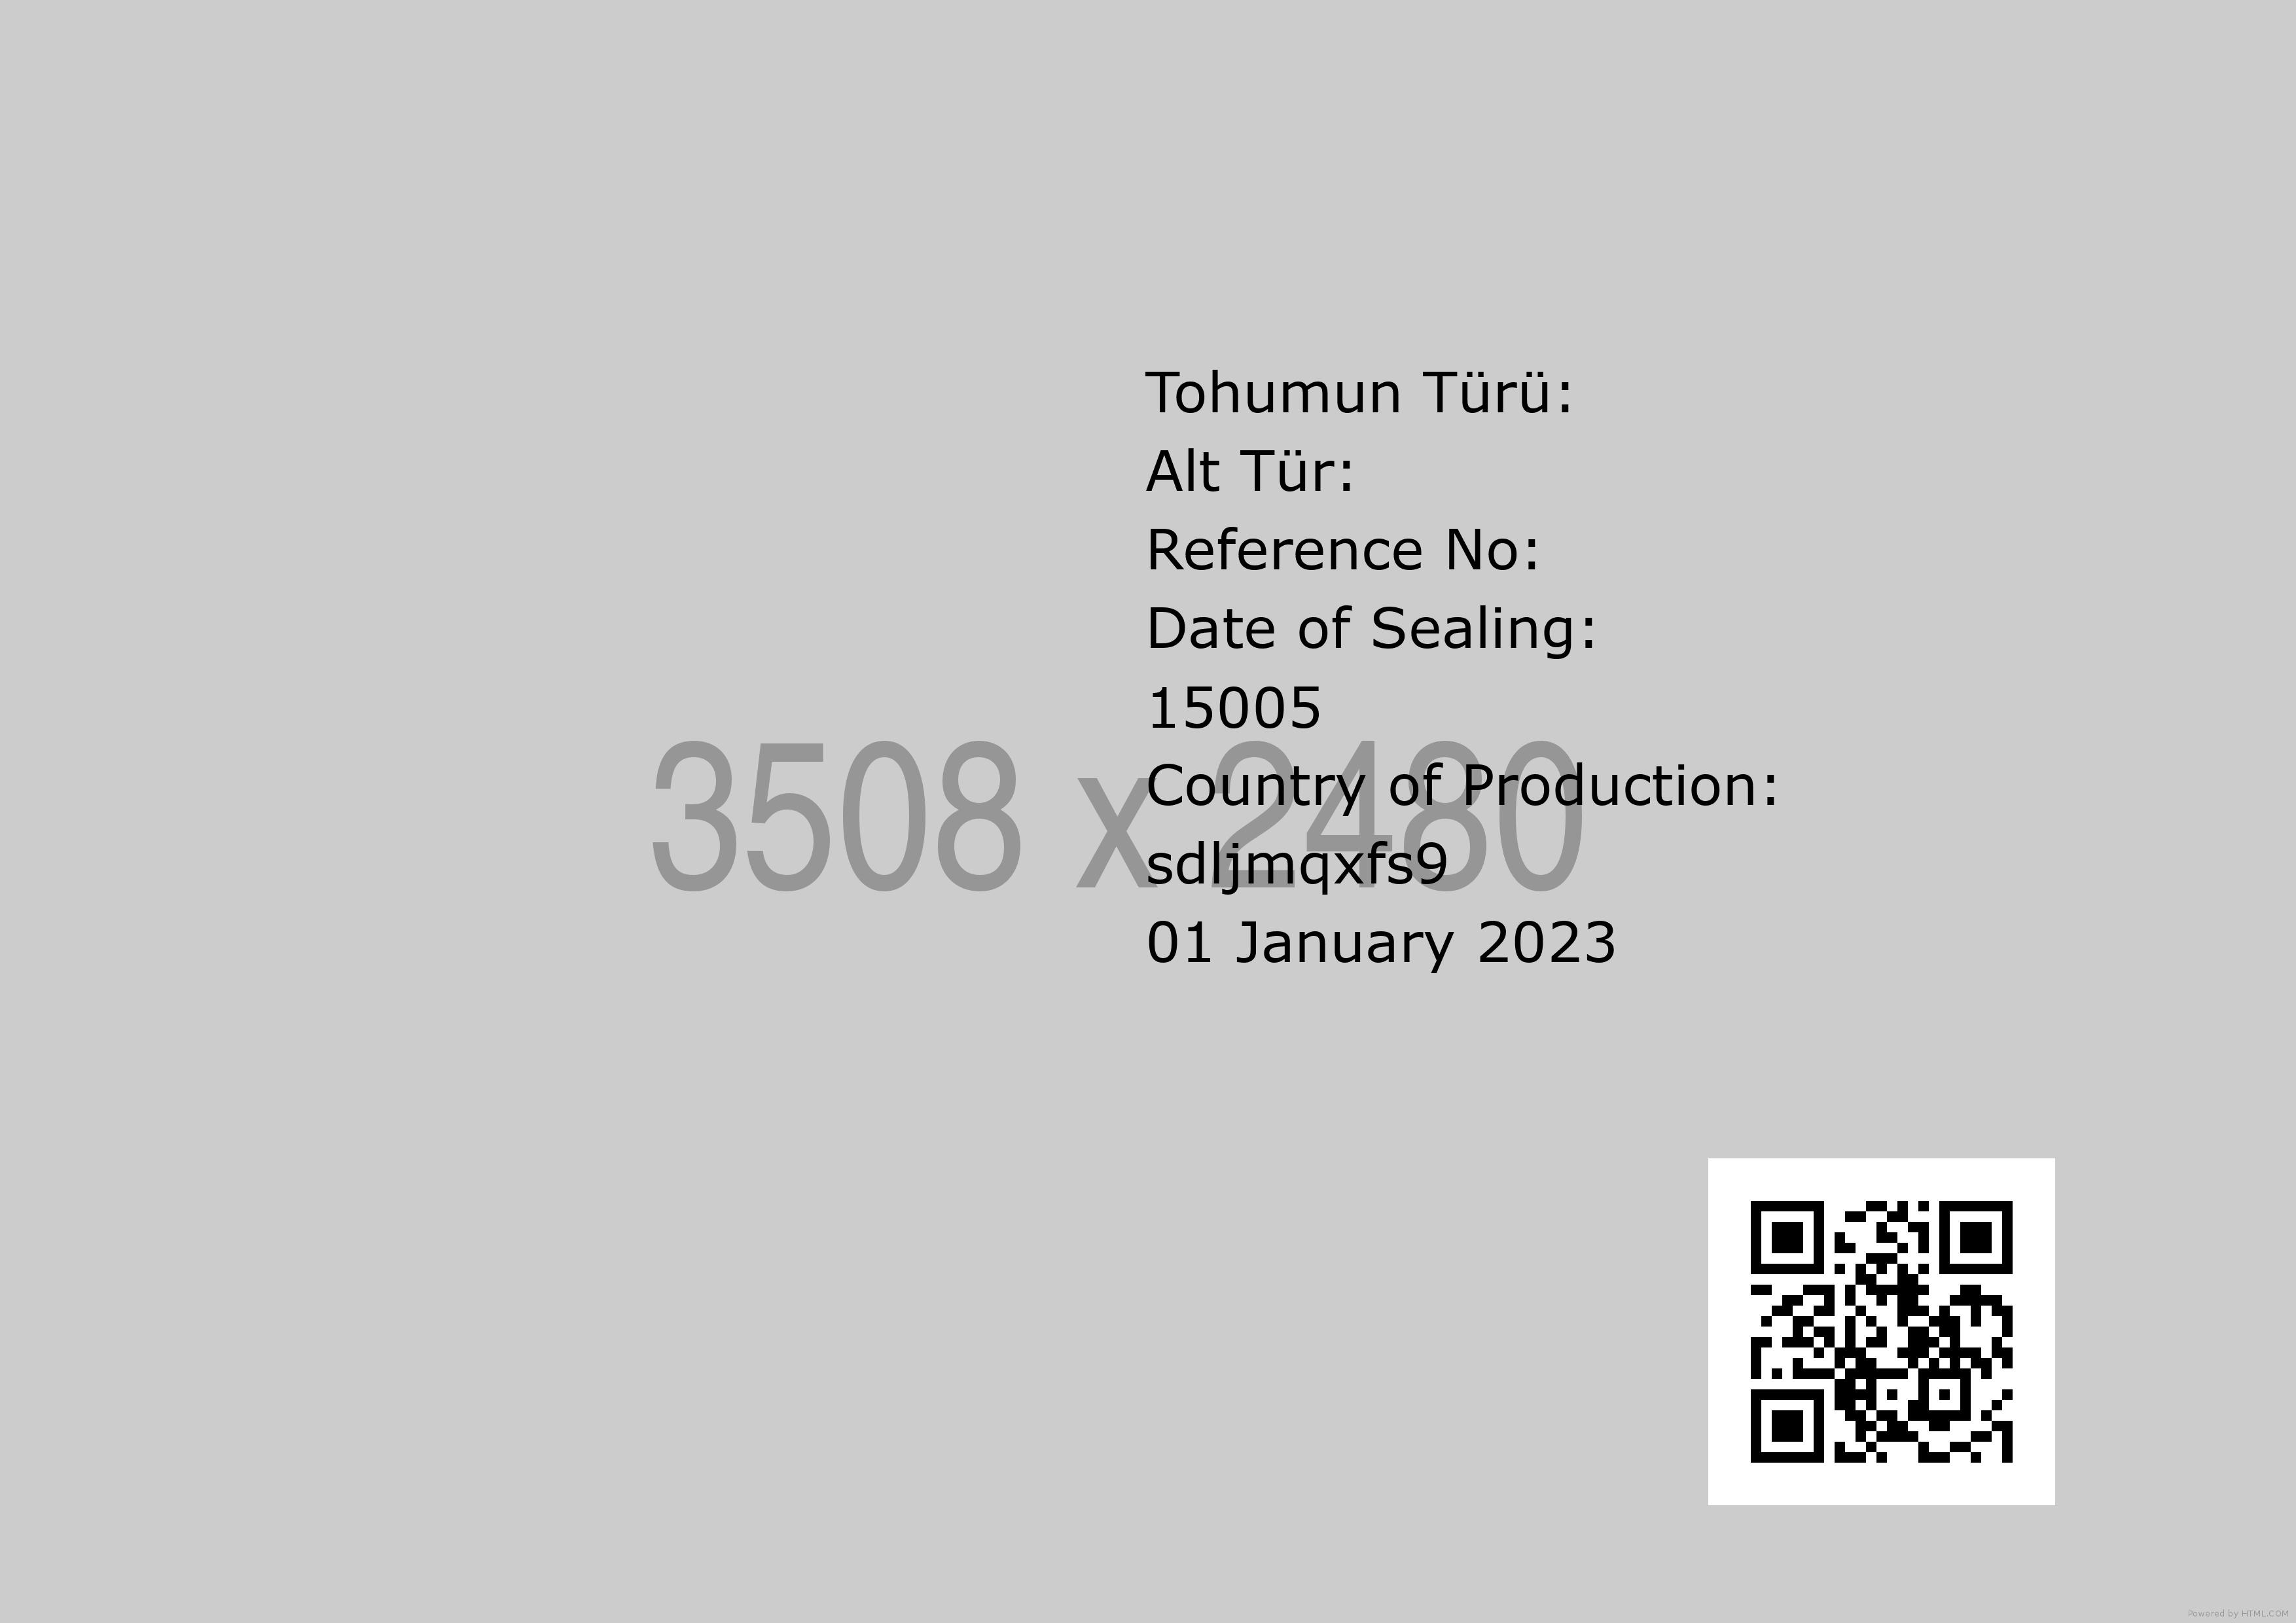 Tohumun Türü:
Alt Tür:
Reference No:
Date of Sealing:
15005
3508 x 2480
Country of Production:
sdljmqxfs9
01 January 2023
Powered by HTML.COM